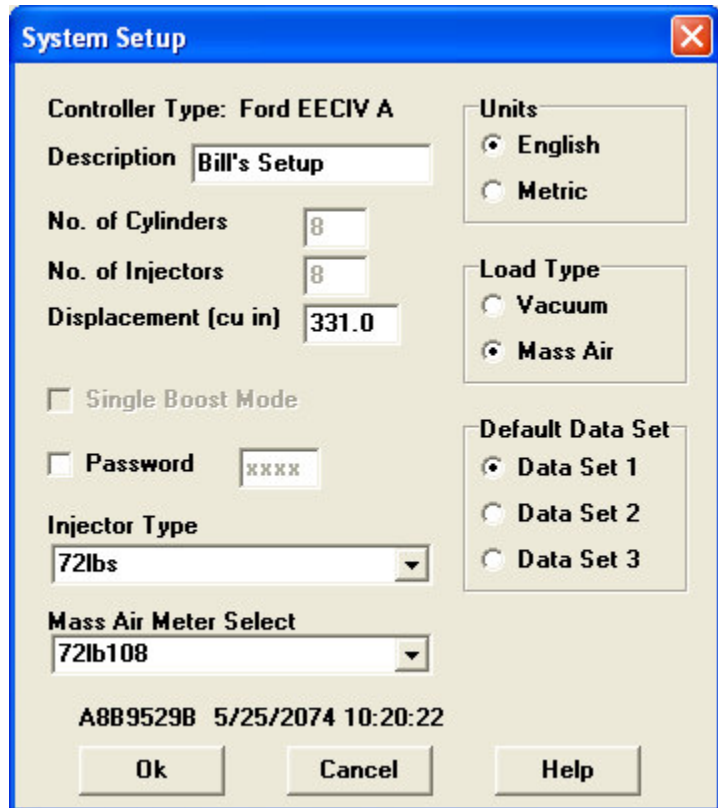 System Setup
Controller Type: Ford EECIV A
Description Bill's Setup
No. of Cylinders 8
No. of Injectors 8
Displacement (cu in) 331.0
Single Boost Mode
Password xxxx
Injector Type
72lbs
Mass Air Meter Select
72lb108
Units
English
Metric
Load Type
Vacuum
Mass Air
Default Data Set
Data Set 1
Data Set 2
Data Set 3
A8B9529B 5/25/2074 10:20:22
Ok Cancel Help